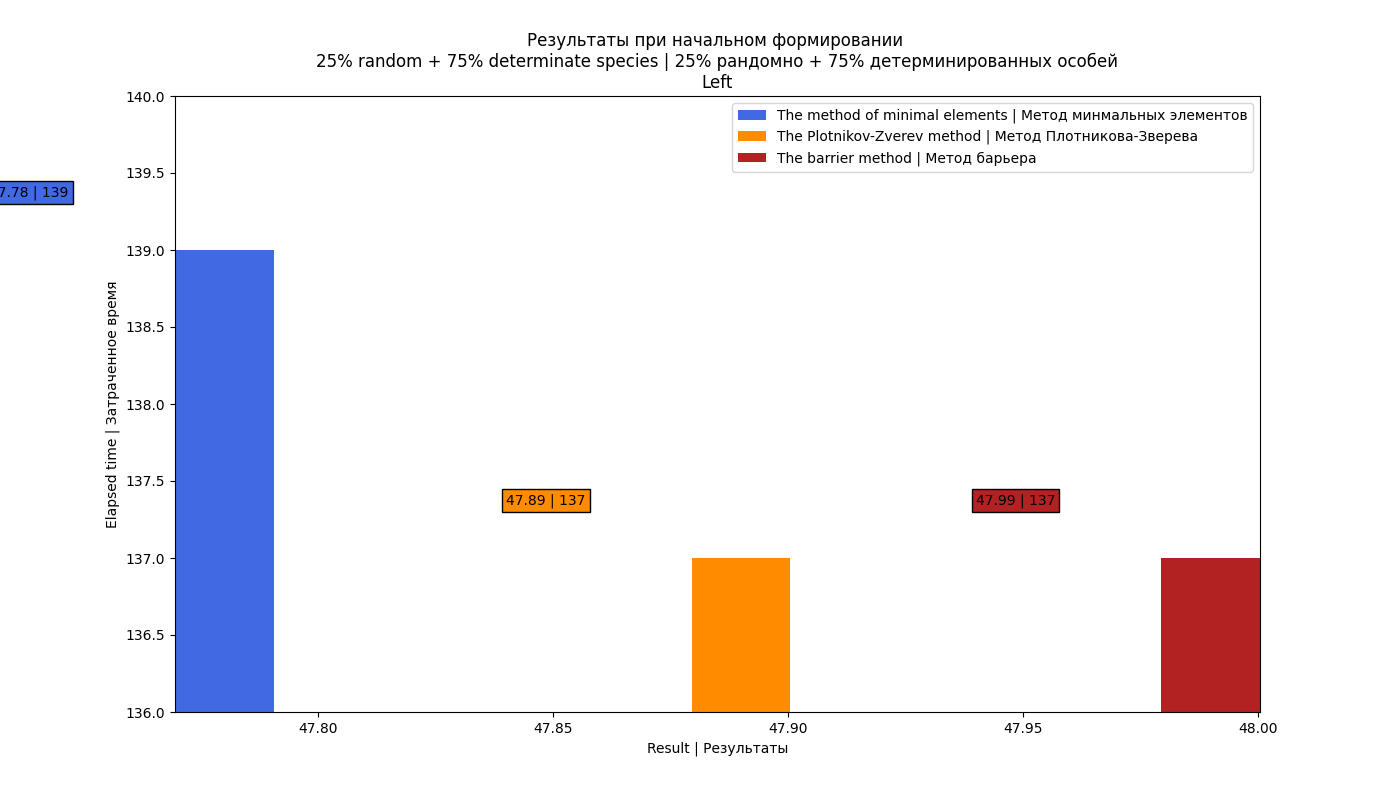 Результаты при начальном формировании
25% random + 75% determinate species | 25% рандомно + 75% детерминированных особей
Left
140.0
139.5
139.0
138.5
138.0
137.5
137.0
136.5
136.0
Elapsed time | Затраченное время
The method of minimal elements | Метод минмальных элементов
The Plotnikov-Zverev method | Метод Плотникова-Зверева
The barrier method | Метод барьера
7.78 | 139
47.89 | 137
47.99 | 137
47.80
47.85
47.90
47.95
48.00
Result | Результаты